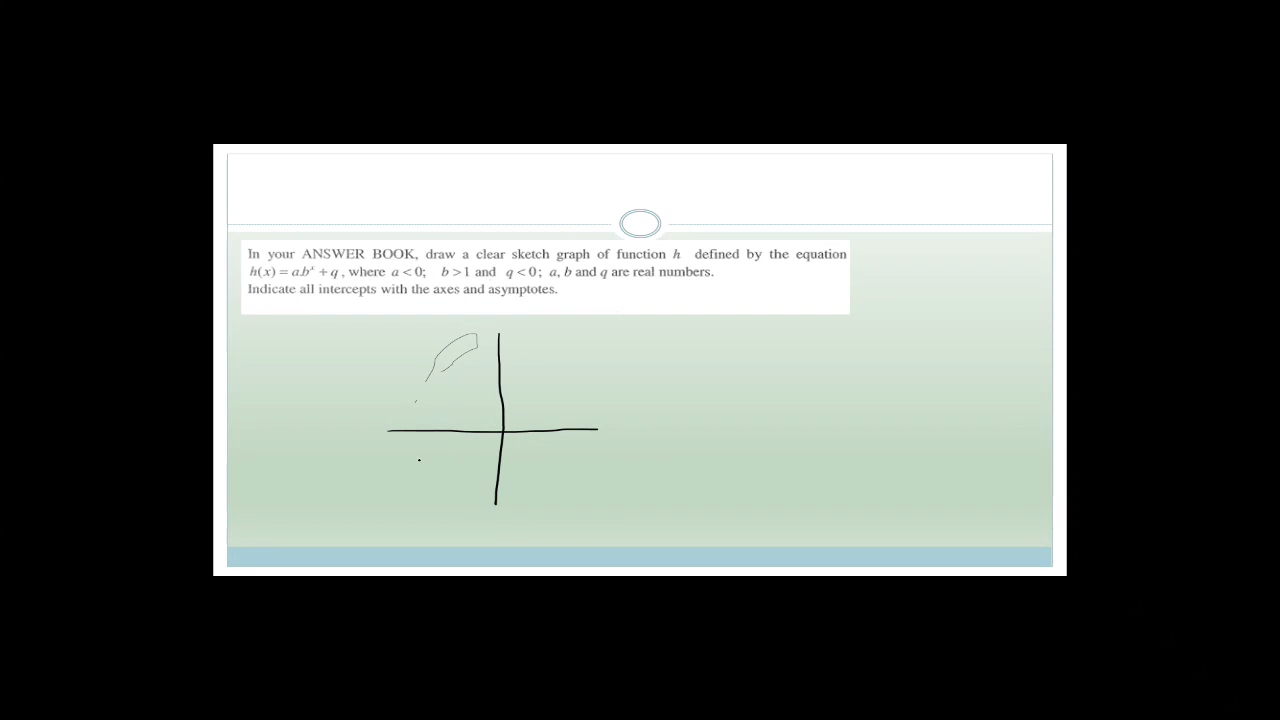 In your ANSWER BOOK, draw a clear sketch graph of function h defined by the equation
h(x) = a.bˣ + q , where a < 0; b > 1 and q < 0 ; a, b and q are real numbers.
Indicate all intercepts with the axes and asymptotes.